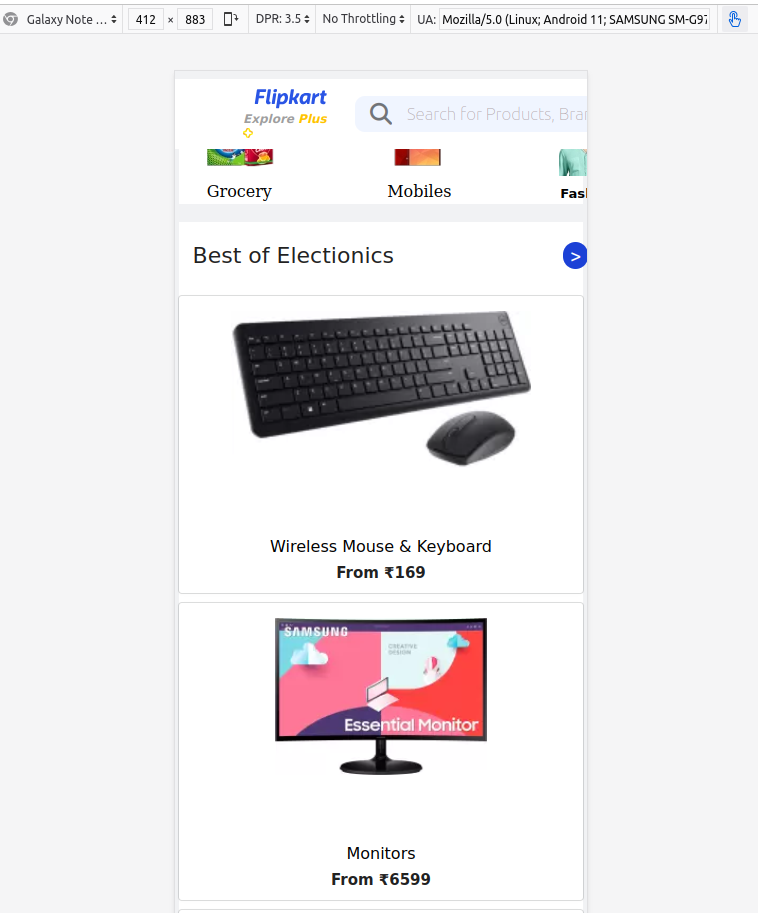 Galaxy Note ... 412 × 883 DPR: 3.5 No Throttling UA: Mozilla/5.0 (Linux; Android 11; SAMSUNG SM-G97
Flipkart
Explore Plus
Search for Products, Bran
Grocery Mobiles Fasl
Best of Electionics >
Wireless Mouse & Keyboard
From ₹169
SAMSUNG
CREATIVE
DESIGN
Essential Monitor
Monitors
From ₹6599